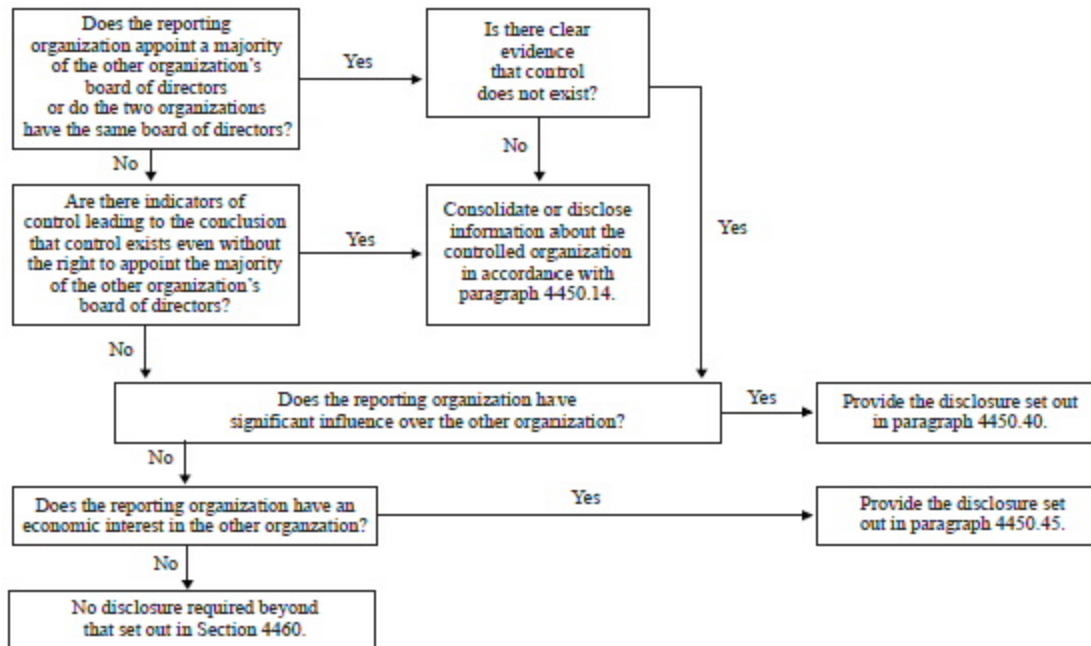 Does the reporting
organization appoint a majority
of the other organization's
board of directors
or do the two organizations
have the same board of directors?
Yes
Is there clear
evidence
that control
does not exist?
No
No
Are there indicators of
control leading to the conclusion
that control exists even without
the right to appoint the majority
of the other organization's
board of directors?
Yes
Consolidate or disclose
information about the
controlled organization
in accordance with
paragraph 4450.14.
Yes
No
Does the reporting organization have
significant influence over the other organization?
Yes
Provide the disclosure set out
in paragraph 4450.40.
No
Does the reporting organization have an
economic interest in the other organzation?
Yes
Provide the disclosure set
out in paragraph 4450.45.
No
No disclosure required beyond
that set out in Section 4460.